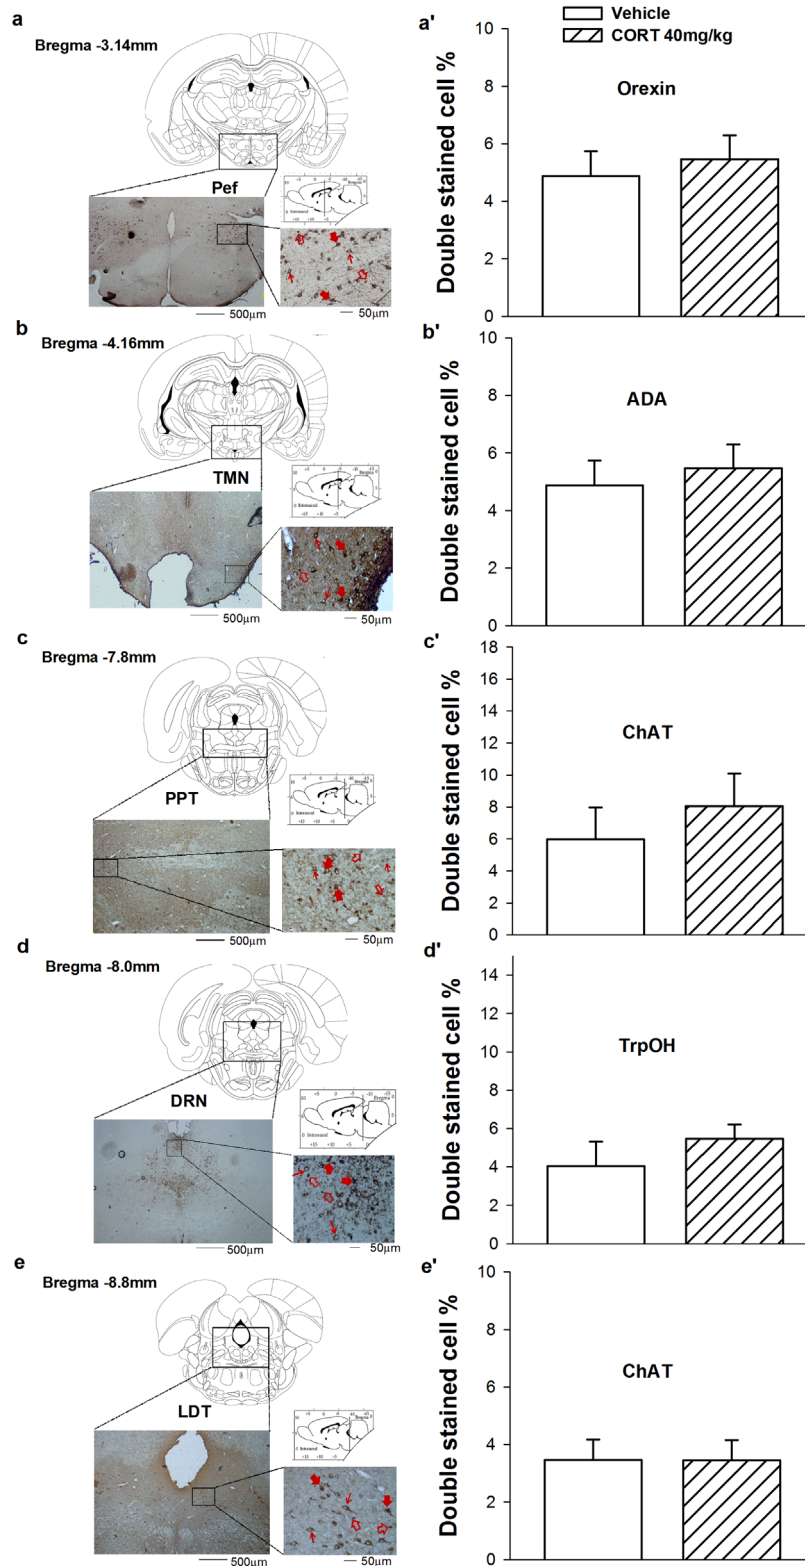 a
Bregma -3.14mm
Pef
500μm
50μm
a'
Vehicle
CORT 40mg/kg
Double stained cell %
Orexin
10
8
6
4
2
0
b
Bregma -4.16mm
TMN
500μm
50μm
b'
Double stained cell %
ADA
10
8
6
4
2
0
c
Bregma -7.8mm
PPT
500μm
50μm
c'
Double stained cell %
ChAT
18
16
14
12
10
8
6
4
2
0
d
Bregma -8.0mm
DRN
500μm
50μm
d'
Double stained cell %
TrpOH
14
12
10
8
6
4
2
0
e
Bregma -8.8mm
LDT
500μm
50μm
e'
Double stained cell %
ChAT
10
8
6
4
2
0